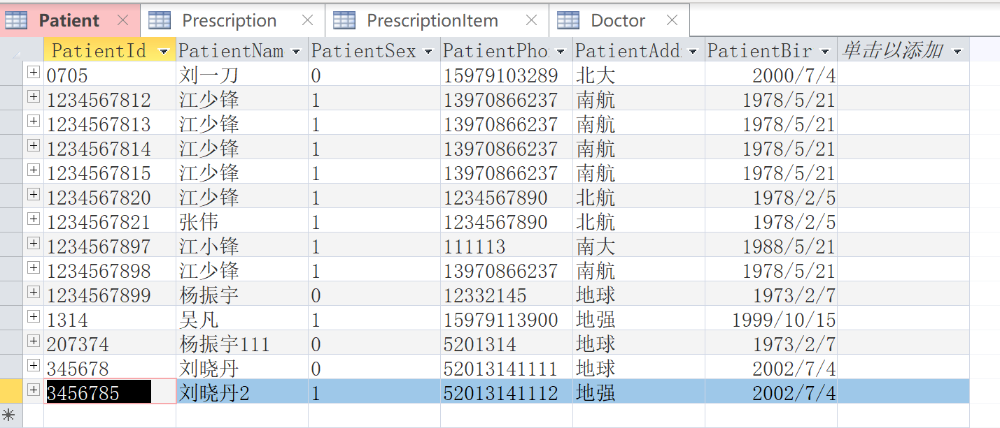 Patient Prescription PrescriptionItem Doctor
PatientId PatientNam PatientSex PatientPho PatientAdd PatientBir 单击以添加
0705 刘一刀 0 15979103289 北大 2000/7/4
1234567812 江少锋 1 13970866237 南航 1978/5/21
1234567813 江少锋 1 13970866237 南航 1978/5/21
1234567814 江少锋 1 13970866237 南航 1978/5/21
1234567815 江少锋 1 13970866237 南航 1978/5/21
1234567820 江少锋 1 1234567890 北航 1978/2/5
1234567821 张伟 1 1234567890 北航 1978/2/5
1234567897 江小锋 1 111113 南大 1988/5/21
1234567898 江少锋 1 13970866237 南航 1978/5/21
1234567899 杨振宇 0 12332145 地球 1973/2/7
1314 吴凡 1 15979113900 地强 1999/10/15
207374 杨振宇111 0 5201314 地球 1973/2/7
345678 刘晓丹 0 52013141111 地球 2002/7/4
3456785 刘晓丹2 1 52013141112 地强 2002/7/4